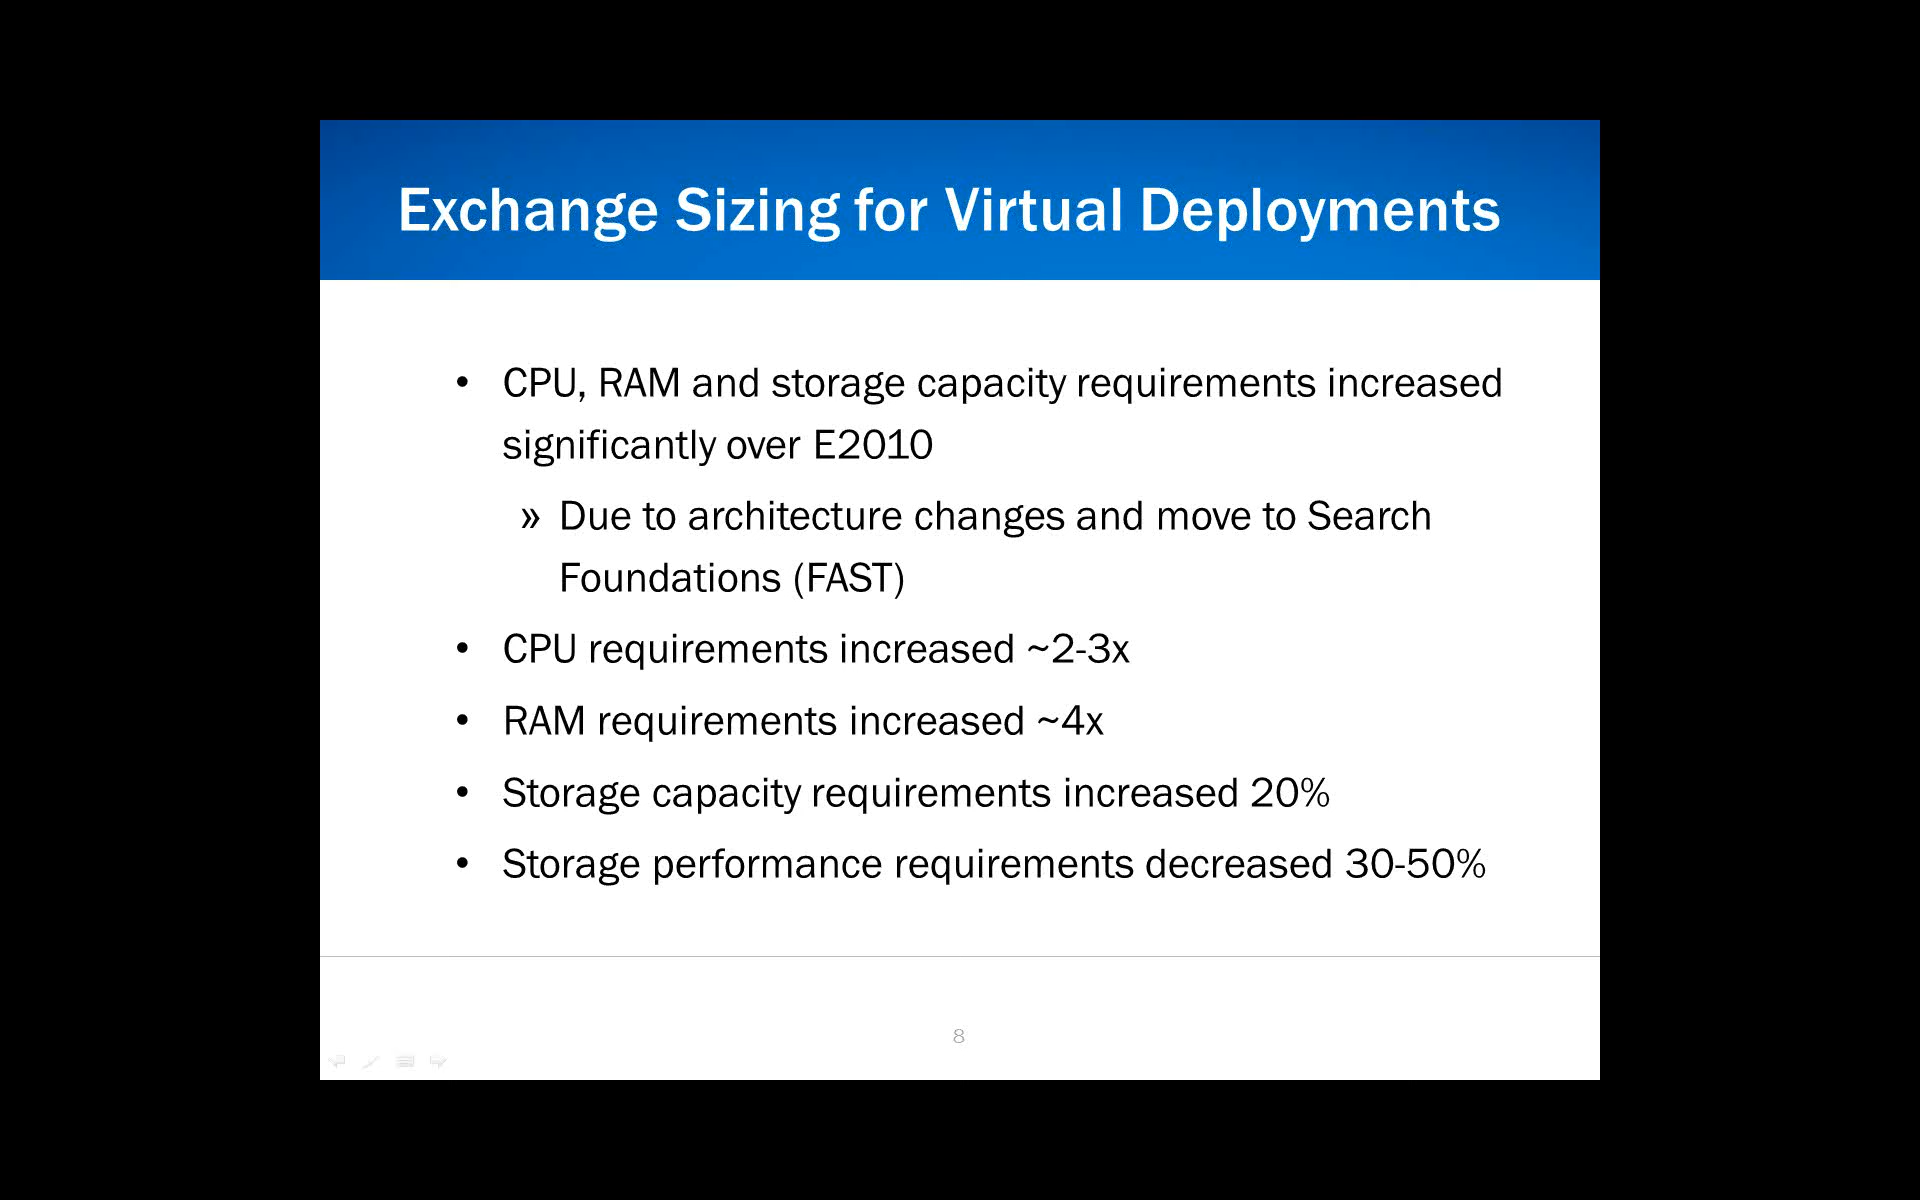 Exchange Sizing for Virtual Deployments
• CPU, RAM and storage capacity requirements increased
significantly over E2010
» Due to architecture changes and move to Search
Foundations (FAST)
• CPU requirements increased ~2-3x
• RAM requirements increased ~4x
• Storage capacity requirements increased 20%
• Storage performance requirements decreased 30-50%
8